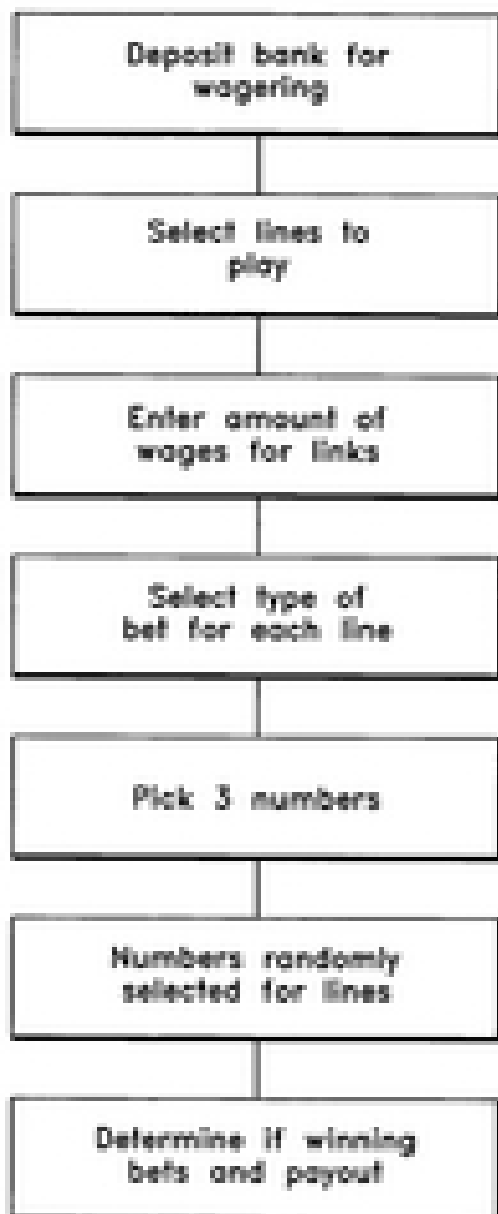 Deposit bank for
wagering
Select lines to
play
Enter amount of
wages for links
Select type of
bet for each line
Pick 3 numbers
Numbers randomly
selected for lines
Determine if winning
bets and payout